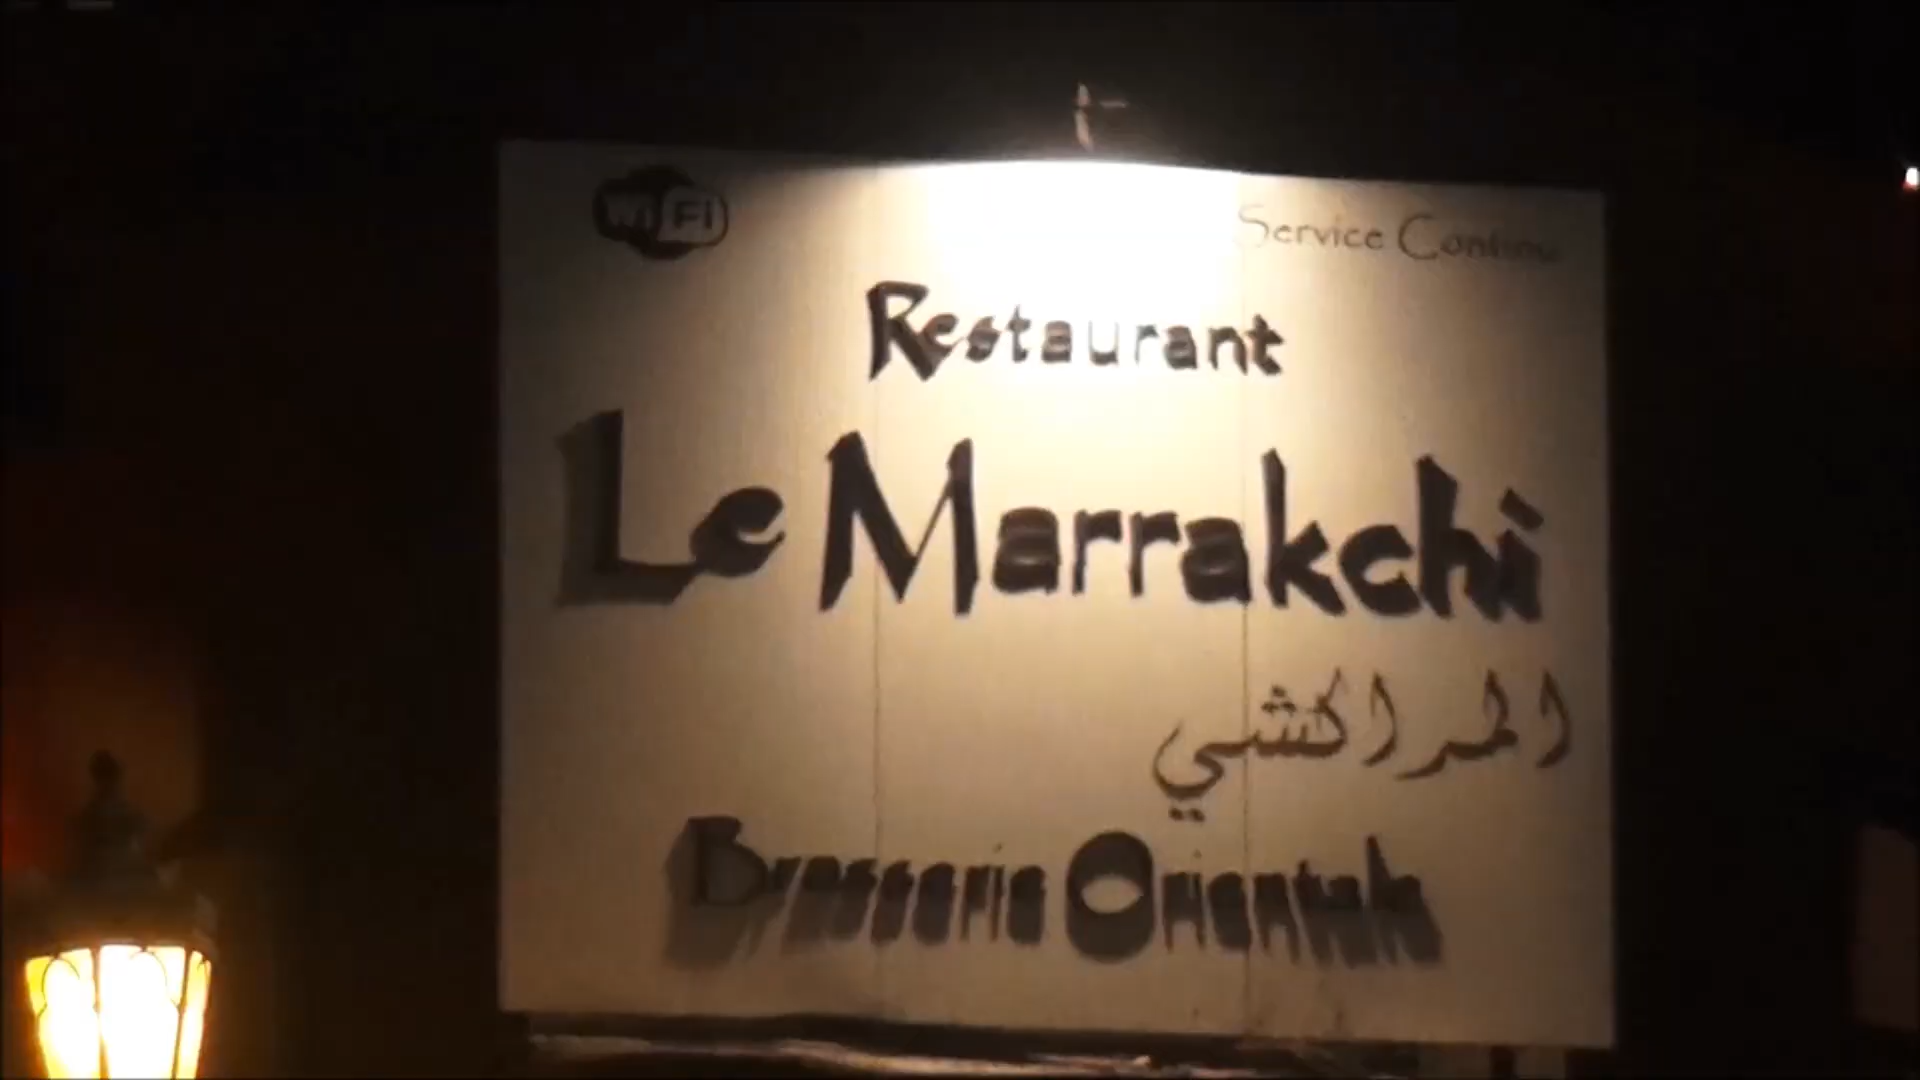 WiFi
Service Continu
Restaurant
Le Marrakchi
المراكشي
Brasserie Orientale